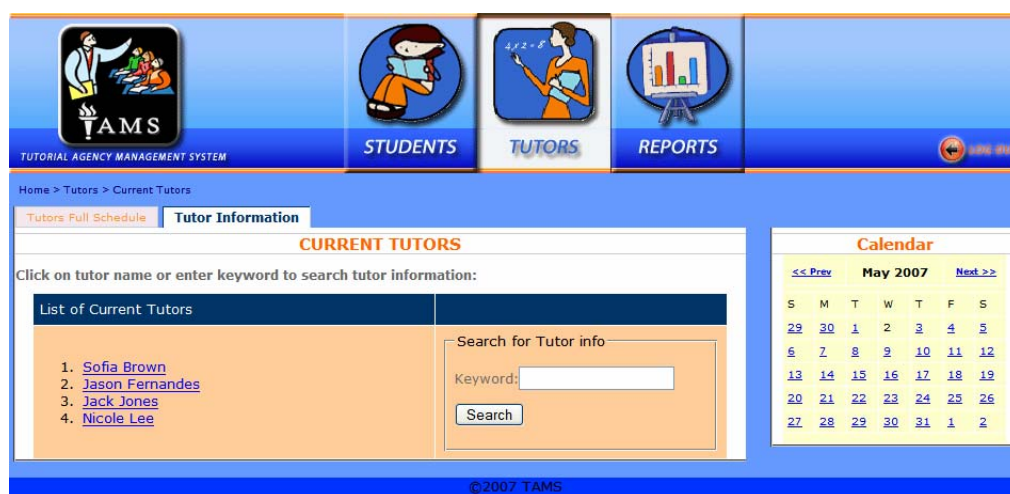 4 x 2 = 8
TAMS
TUTORIAL AGENCY MANAGEMENT SYSTEM
STUDENTS
TUTORS
REPORTS
Home > Tutors > Current Tutors
Tutors Full Schedule
Tutor Information
CURRENT TUTORS
Click on tutor name or enter keyword to search tutor information:
List of Current Tutors
1. Sofia Brown
2. Jason Fernandes
3. Jack Jones
4. Nicole Lee
Search for Tutor info
Keyword:
Search
Calendar
<< Prev May 2007 Next >>
S M T W T F S
29 30 1 2 3 4 5
6 7 8 9 10 11 12
13 14 15 16 17 18 19
20 21 22 23 24 25 26
27 28 29 30 31 1 2
©2007 TAMS